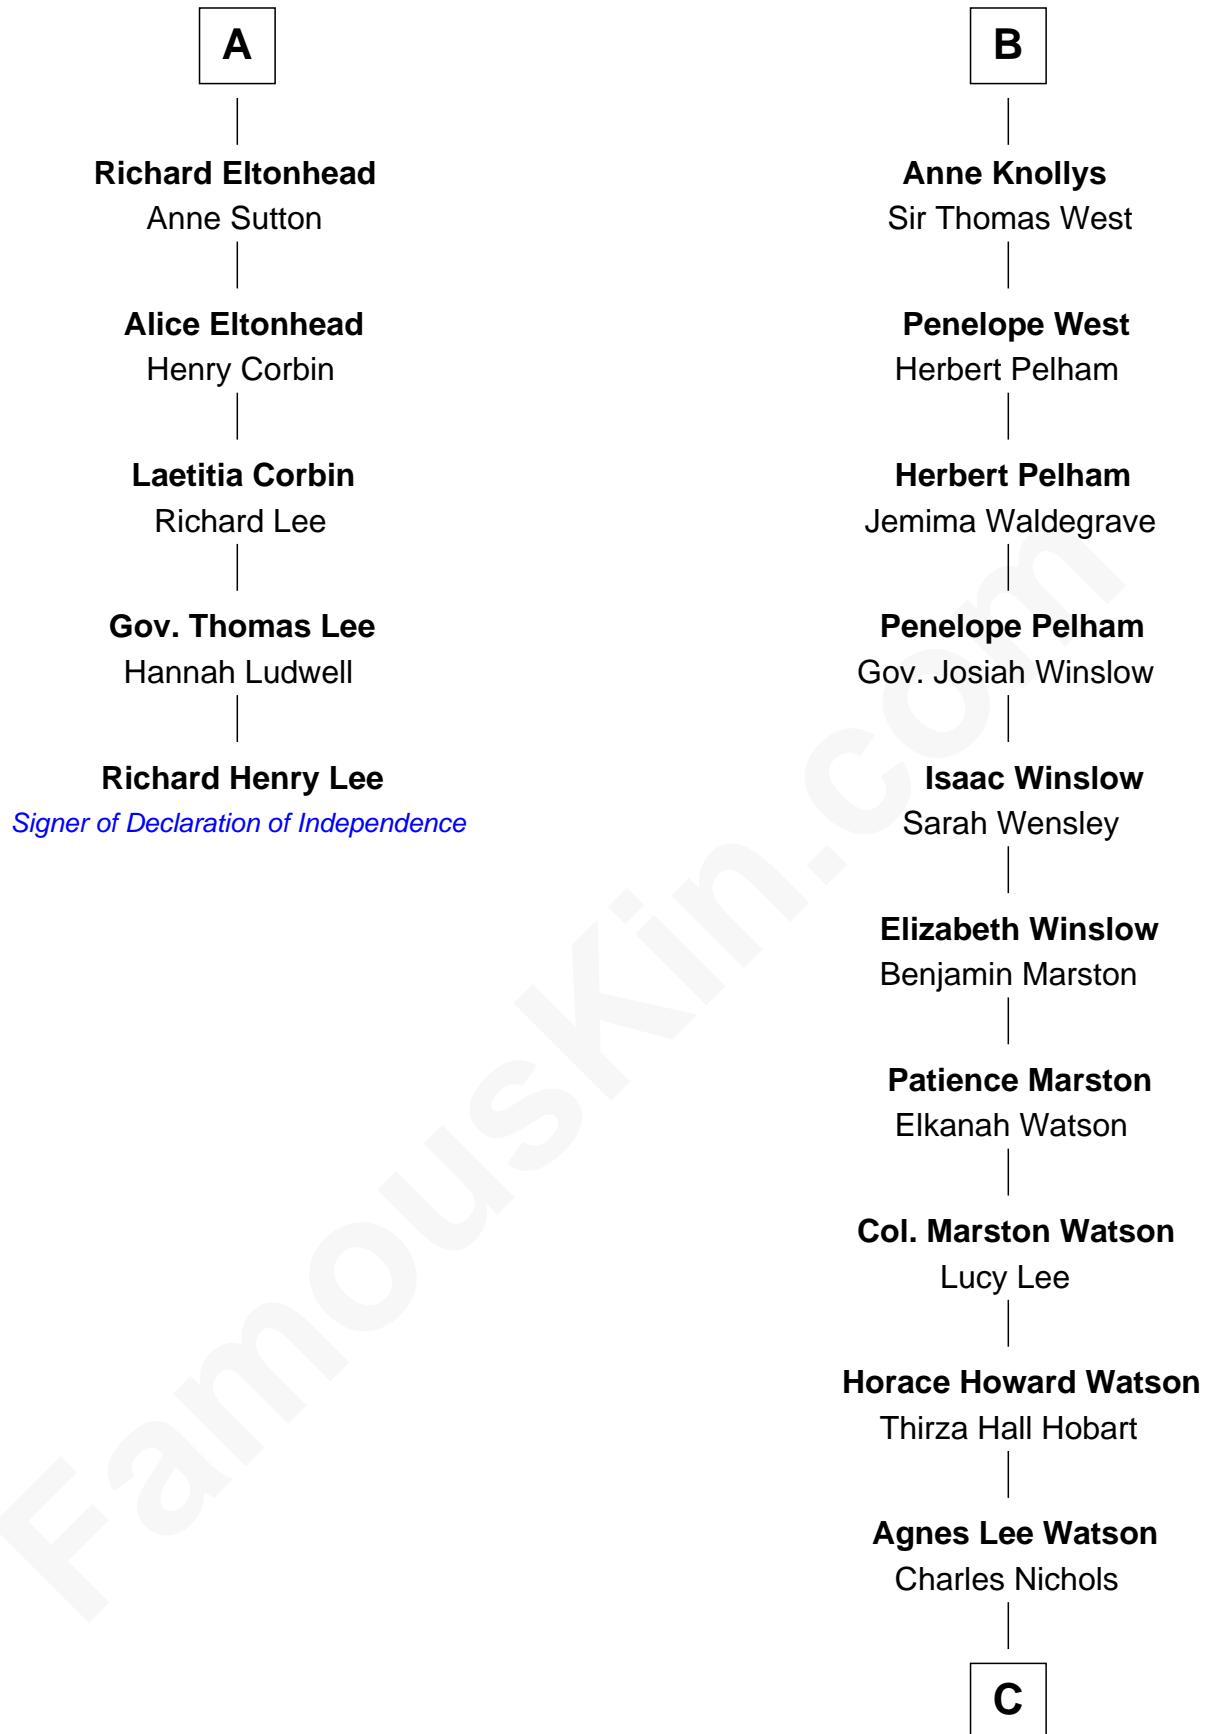 A
Richard Eltonhead
Anne Sutton
Alice Eltonhead
Henry Corbin
Laetitia Corbin
Richard Lee
Gov. Thomas Lee
Hannah Ludwell
Richard Henry Lee
Signer of Declaration of Independence
B
Anne Knollys
Sir Thomas West
Penelope West
Herbert Pelham
Herbert Pelham
Jemima Waldegrave
Penelope Pelham
Gov. Josiah Winslow
Isaac Winslow
Sarah Wensley
Elizabeth Winslow
Benjamin Marston
Patience Marston
Elkanah Watson
Col. Marston Watson
Lucy Lee
Horace Howard Watson
Thirza Hall Hobart
Agnes Lee Watson
Charles Nichols
C
FamousKin.com